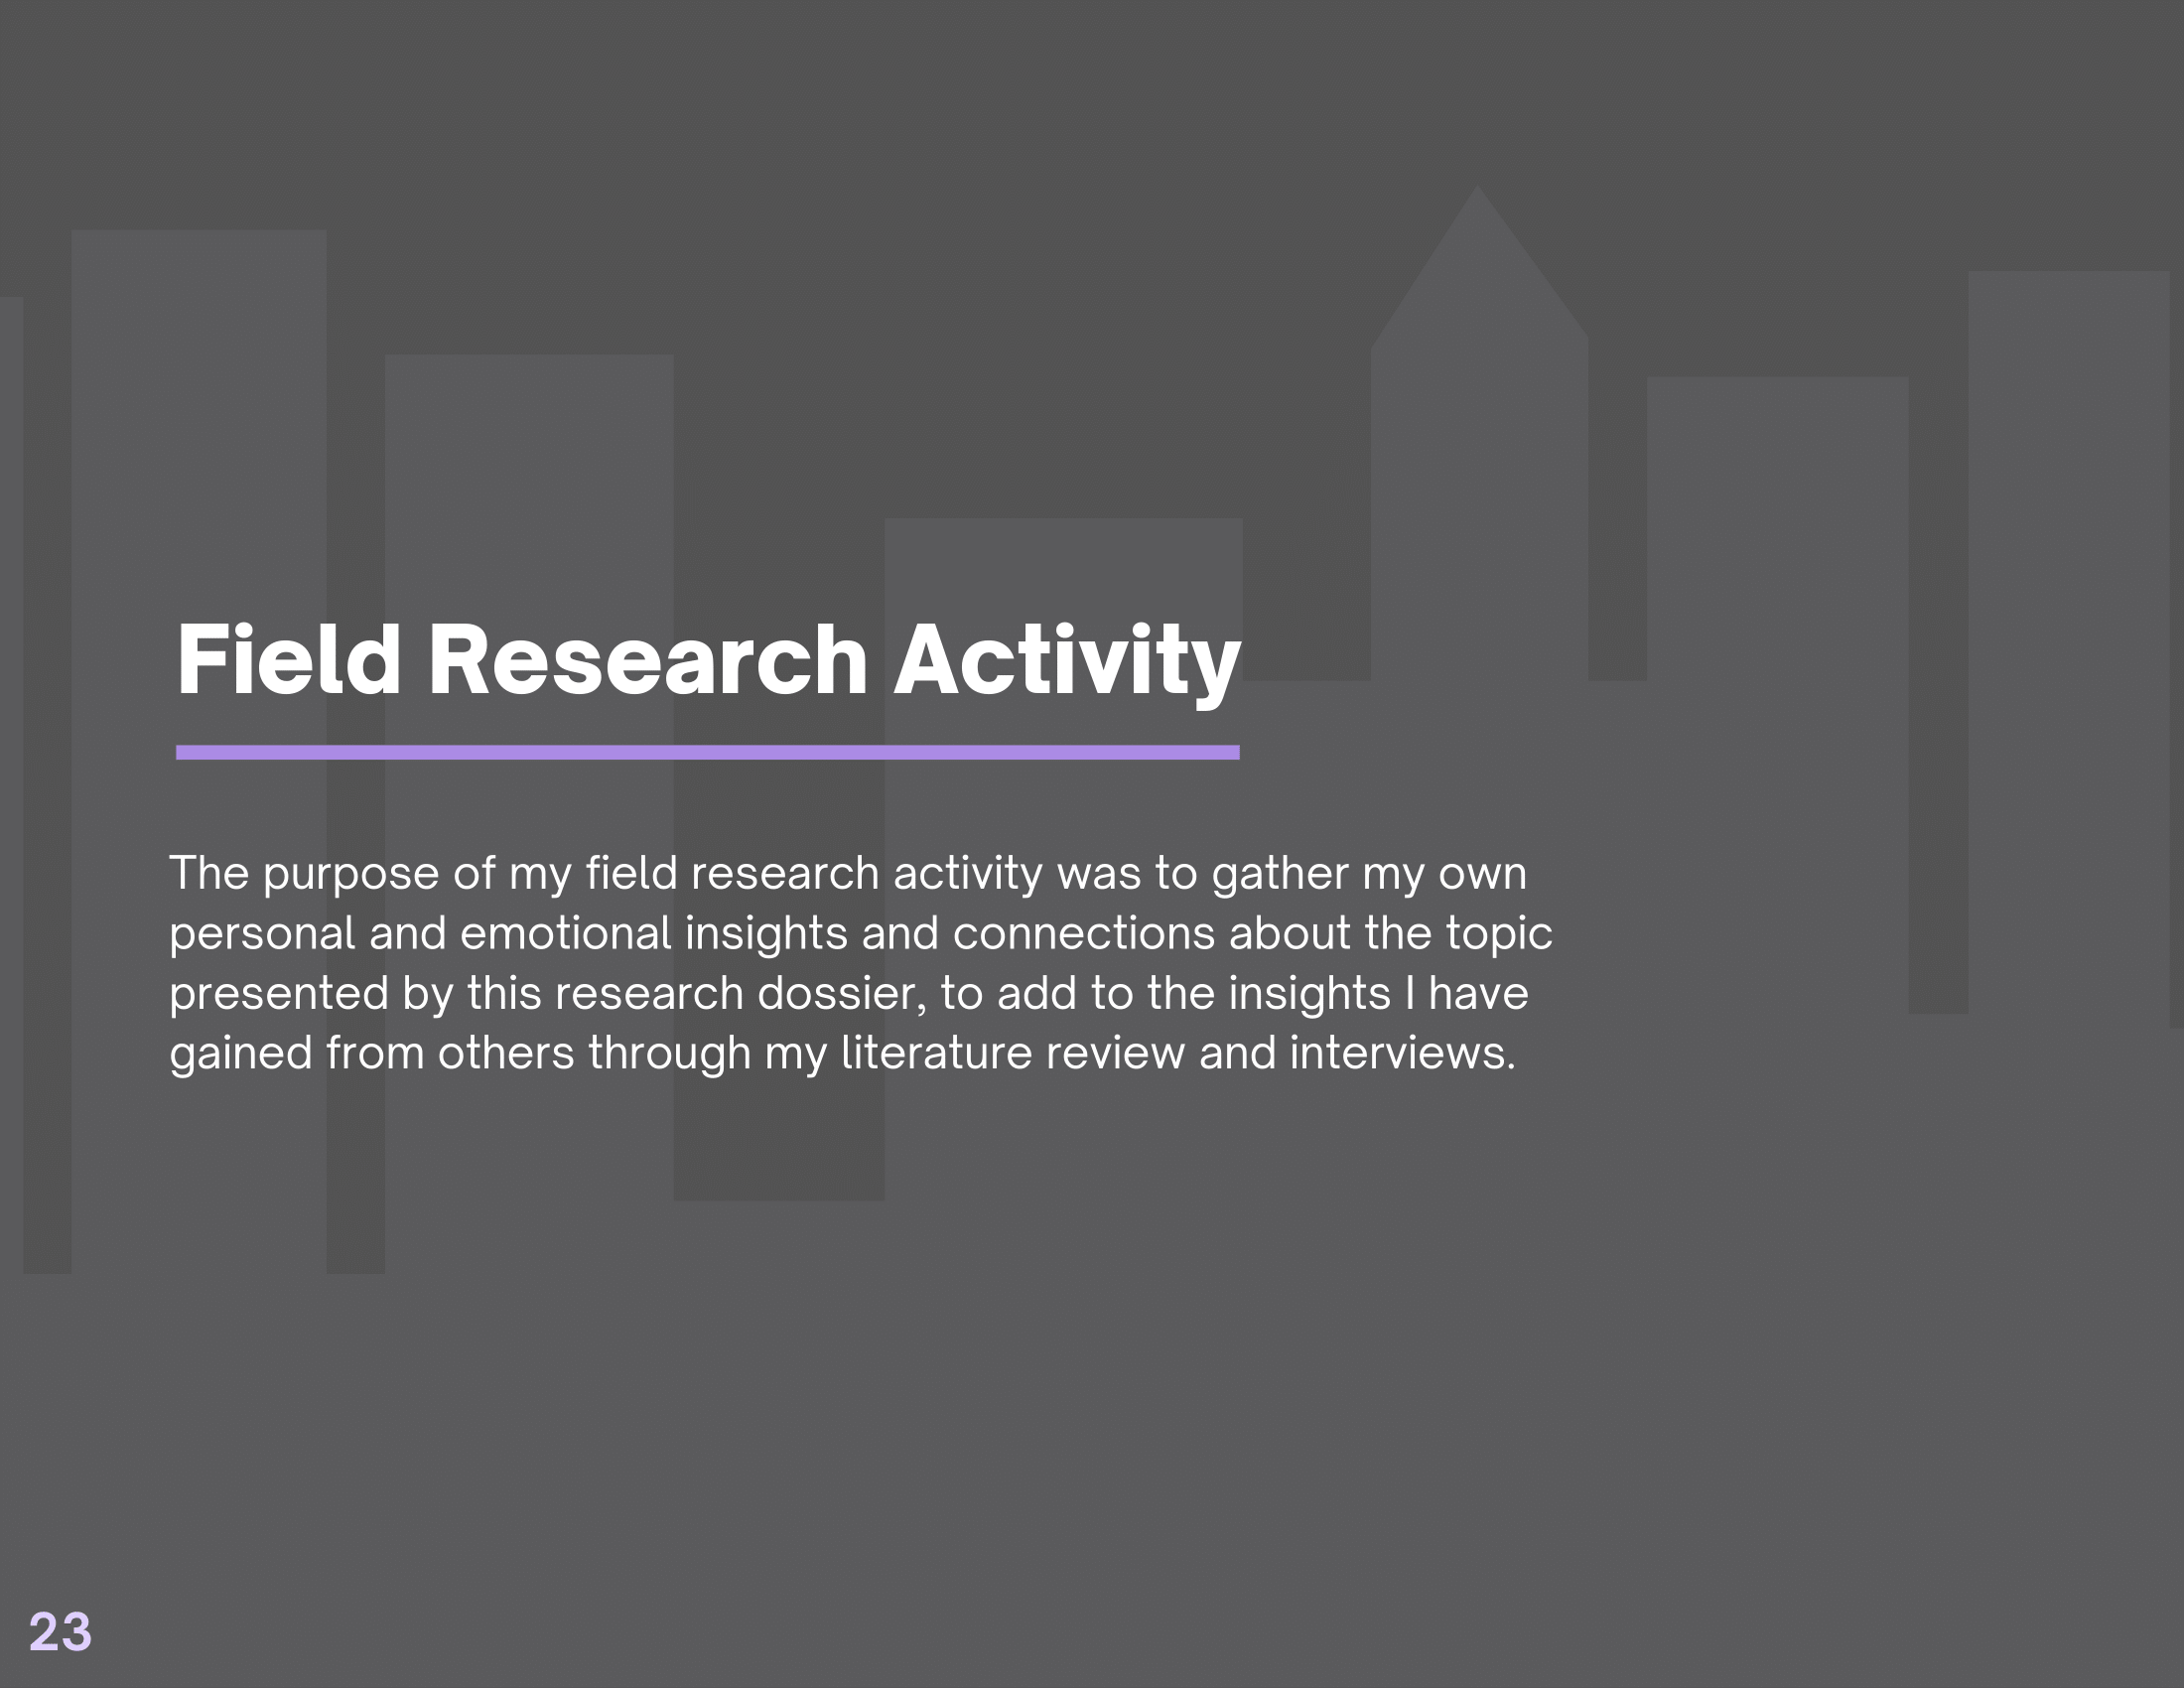 Field Research Activity
The purpose of my field research activity was to gather my own
personal and emotional insights and connections about the topic
presented by this research dossier, to add to the insights I have
gained from others through my literature review and interviews.
23